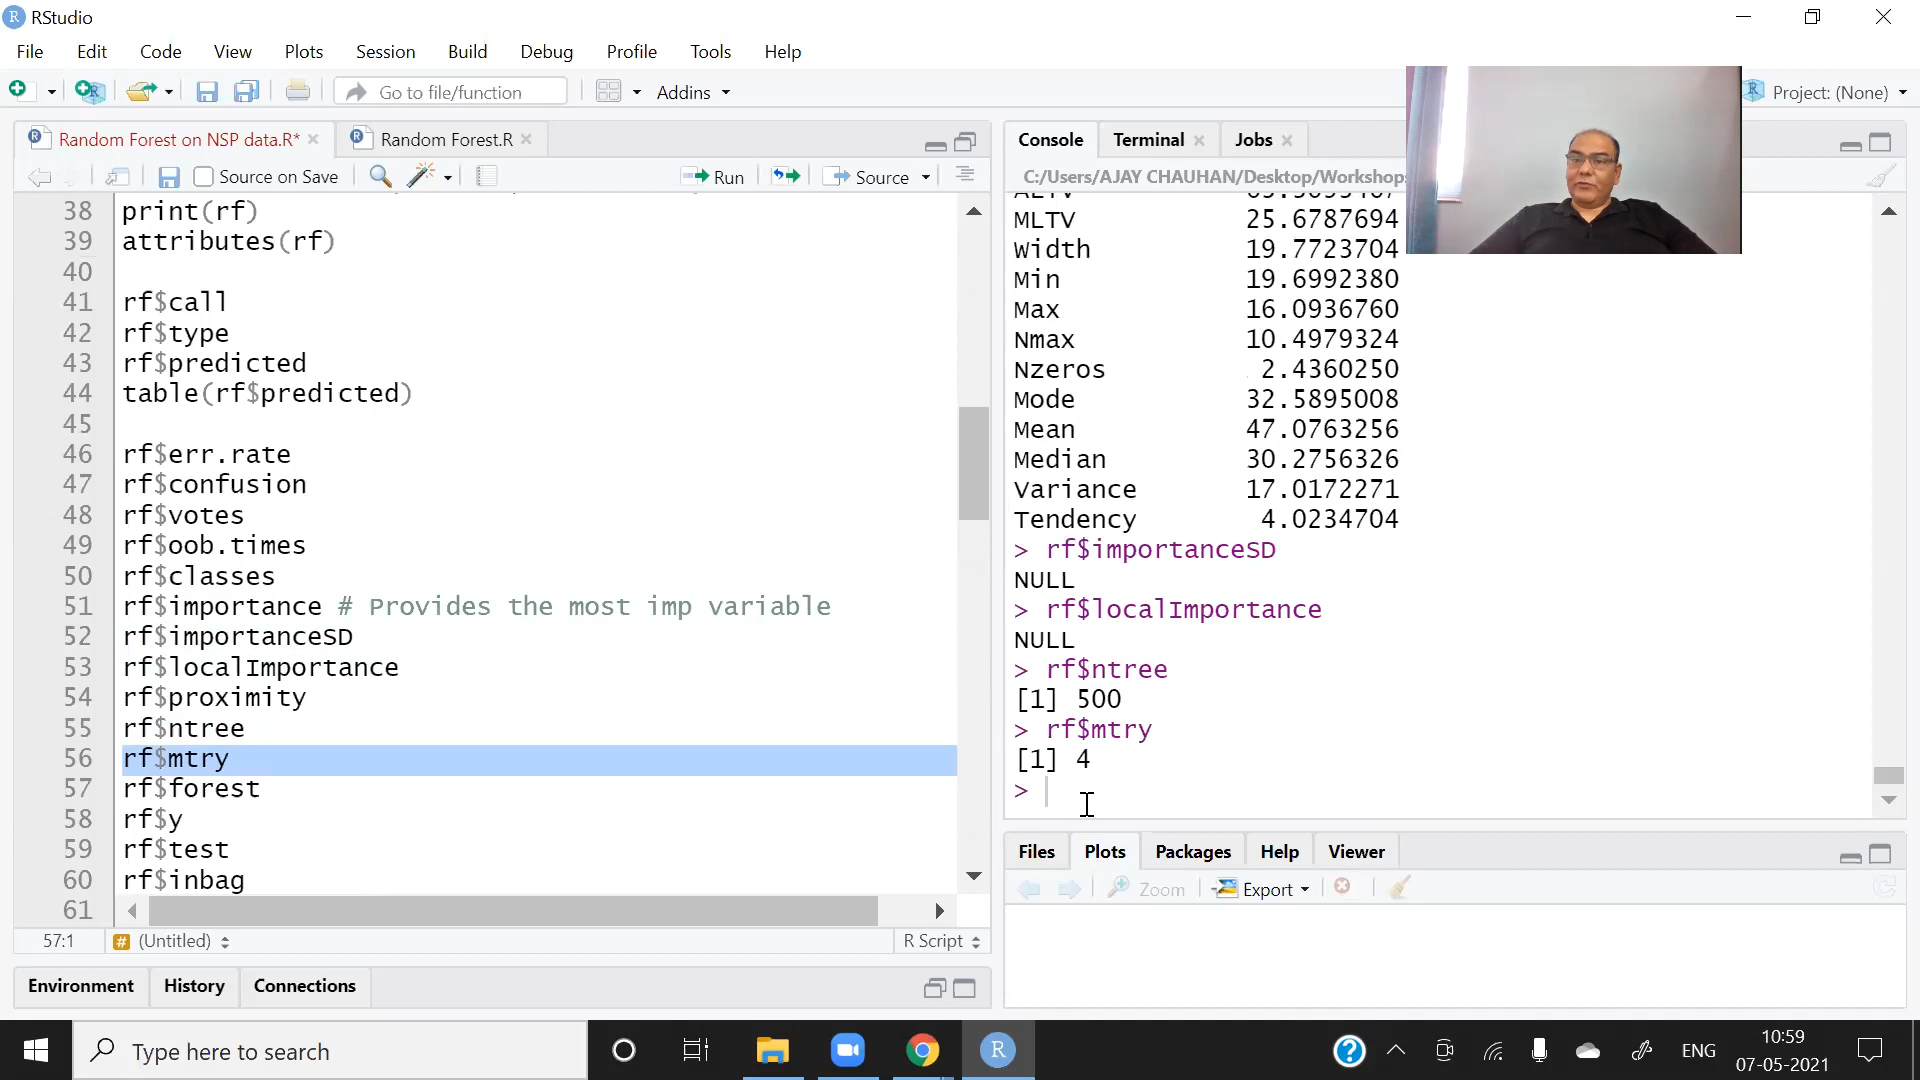 RStudio
File Edit Code View Plots Session Build Debug Profile Tools Help
Go to file/function Addins Project: (None)
Random Forest on NSP data.R* Random Forest.R
Source on Save Run Source
38 print(rf)
39 attributes(rf)
40
41 rf$call
42 rf$type
43 rf$predicted
44 table(rf$predicted)
45
46 rf$err.rate
47 rf$confusion
48 rf$votes
49 rf$oob.times
50 rf$classes
51 rf$importance # Provides the most imp variable
52 rf$importanceSD
53 rf$localImportance
54 rf$proximity
55 rf$ntree
56 rf$mtry
57 rf$forest
58 rf$y
59 rf$test
60 rf$inbag
61
57:1 (Untitled) R Script
Environment History Connections
Console Terminal Jobs
C:/Users/AJAY CHAUHAN/Desktop/Workshop
MLTV 25.6787694
Width 19.7723704
Min 19.6992380
Max 16.0936760
Nmax 10.4979324
Nzeros 2.4360250
Mode 32.5895008
Mean 47.0763256
Median 30.2756326
Variance 17.0172271
Tendency 4.0234704
> rf$importanceSD
NULL
> rf$localImportance
NULL
> rf$ntree
[1] 500
> rf$mtry
[1] 4
>
Files Plots Packages Help Viewer
Zoom Export
Type here to search
ENG
10:59
07-05-2021